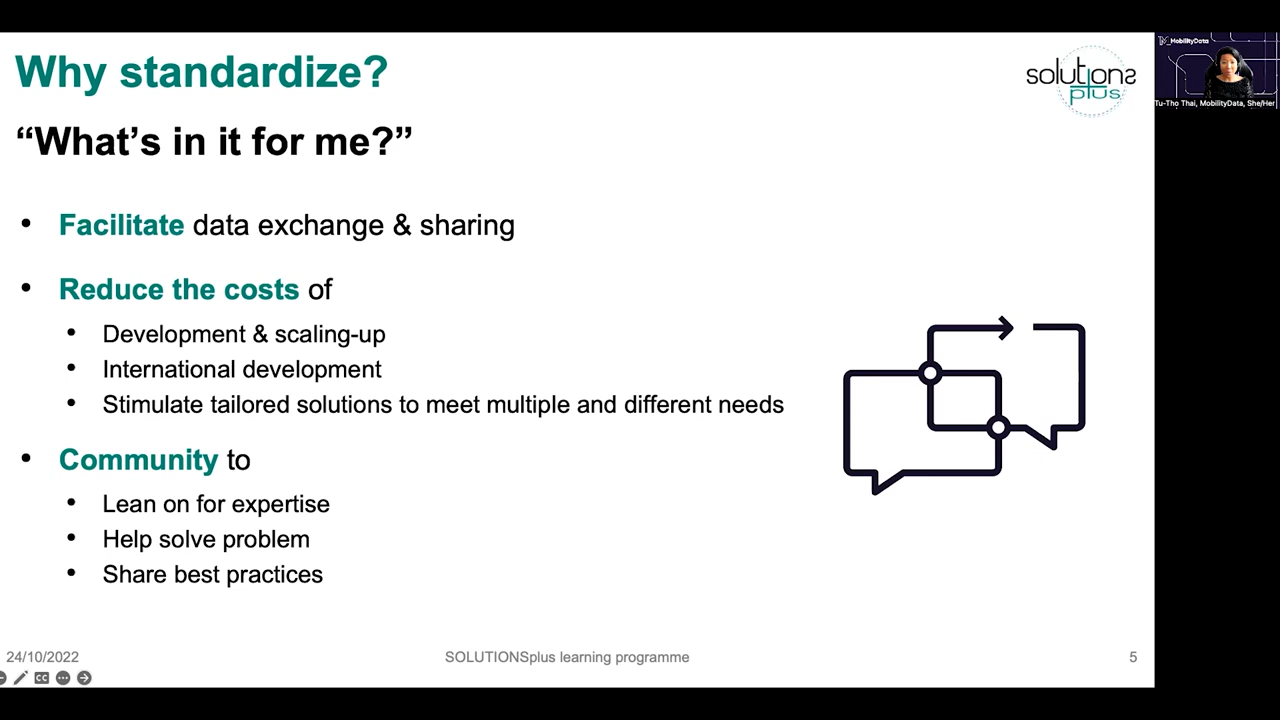 Why standardize?
solutions
plus
MobilityData
Tu-Tho Thai, MobilityData, She/Her
“What’s in it for me?”
• Facilitate data exchange & sharing
• Reduce the costs of
• Development & scaling-up
• International development
• Stimulate tailored solutions to meet multiple and different needs
• Community to
• Lean on for expertise
• Help solve problem
• Share best practices
24/10/2022
SOLUTIONSplus learning programme
5
CC